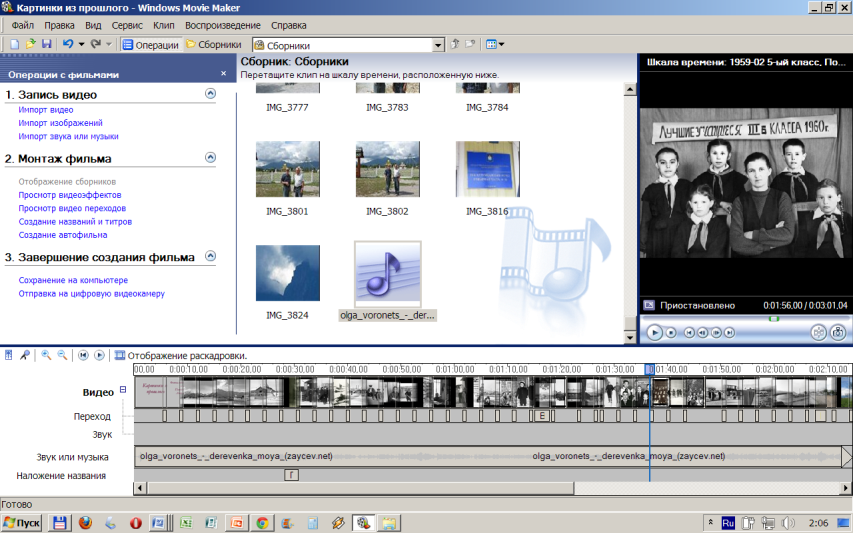 Картинки из прошлого - Windows Movie Maker
Файл Правка Вид Сервис Клип Воспроизведение Справка
Операции Сборники Сборники
Операции с фильмами
1. Запись видео
Импорт видео
Импорт изображений
Импорт звука или музыки
2. Монтаж фильма
Отображение сборников
Просмотр видеоэффектов
Просмотр видео переходов
Создание названий и титров
Создание автофильма
3. Завершение создания фильма
Сохранение на компьютере
Отправка на цифровую видеокамеру
Сборник: Сборники
Перетащите клип на шкалу времени, расположенную ниже.
IMG_3777 IMG_3783 IMG_3784
IMG_3801 IMG_3802 IMG_3816
IMG_3824 olga_voronets_-_der...
Шкала времени: 1959-02 5-ый класс, По...
ЛУЧШИЕ УЧ III Б КЛАССА 1960г.
Приостановлено 0:01:56,00 / 0:03:01,04
Отображение раскадровки.
00,00 0:00:10,00 0:00:20,00 0:00:30,00 0:00:40,00 0:00:50,00 0:01:00,00 0:01:10,00 0:01:20,00 0:01:30,00 0:01:40,00 0:01:50,00 0:02:00,00 0:02:10,00
Видео
Переход
Звук
Звук или музыка olga_voronets_-_derevenka_moya_(zaycev.net) olga_voronets_-_derevenka_moya_(zaycev.net)
Наложение названия
Готово
Пуск Ru 2:06